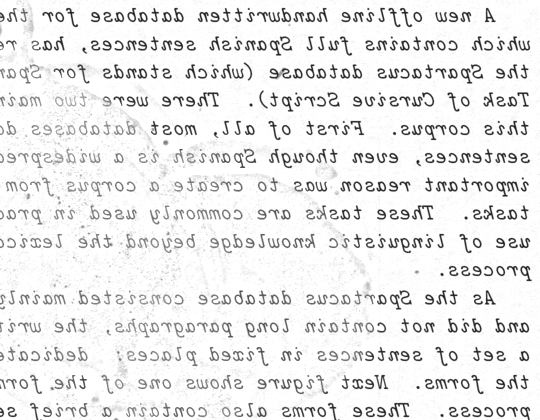 A new offline handwritten database for the
which contains full Spanish sentences, has re
the Spartacus database (which stands for Span
Task of Cursive Script). There were two main
this corpus. First of all, most databases do
sentences, even though Spanish is a widesprea
important reason was to create a corpus from
tasks. These tasks are commonly used in prac
use of linguistic knowledge beyond the lexica
process.
As the Spartacus database consisted mainly
and did not contain long paragraphs, the writ
a set of sentences in fixed places: dedicate
the forms. Next figure shows one of the form
process. These forms also contain a brief se